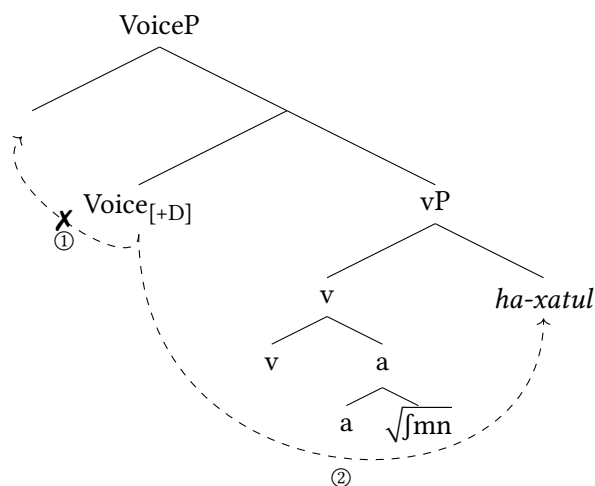 VoiceP
Voice[+D]
vP
✗
①
v
ha-xatul
v
a
a
√ʃmn
②